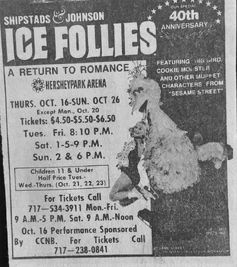 SHIPSTADS & JOHNSON
ICE FOLLIES
OUR SPECIAL
40th
ANNIVERSARY
A RETURN TO ROMANCE
HERSHEYPARK ARENA
THURS. OCT. 16-SUN. OCT 26
Except Mon., Oct. 20
Tickets: $4.50-$5.50-$6.50
Tues. Fri. 8:10 P.M.
Sat. 1-5-9 P.M.
Sun. 2 & 6 P.M.
FEATURING BIG BIRD,
COOKIE MONSTER
AND OTHER MUPPET
CHARACTERS FROM
"SESAME STREET"
Children 11 & Under
Half Price Tues.-
Wed.-Thurs. (Oct. 21, 22, 23)
For Tickets Call
717—534-3911 Mon.-Fri.
9 A.M.-5 P.M. Sat. 9 A.M.-Noon
Oct. 16 Performance Sponsored
By CCNB. For Tickets Call
717—238-0841